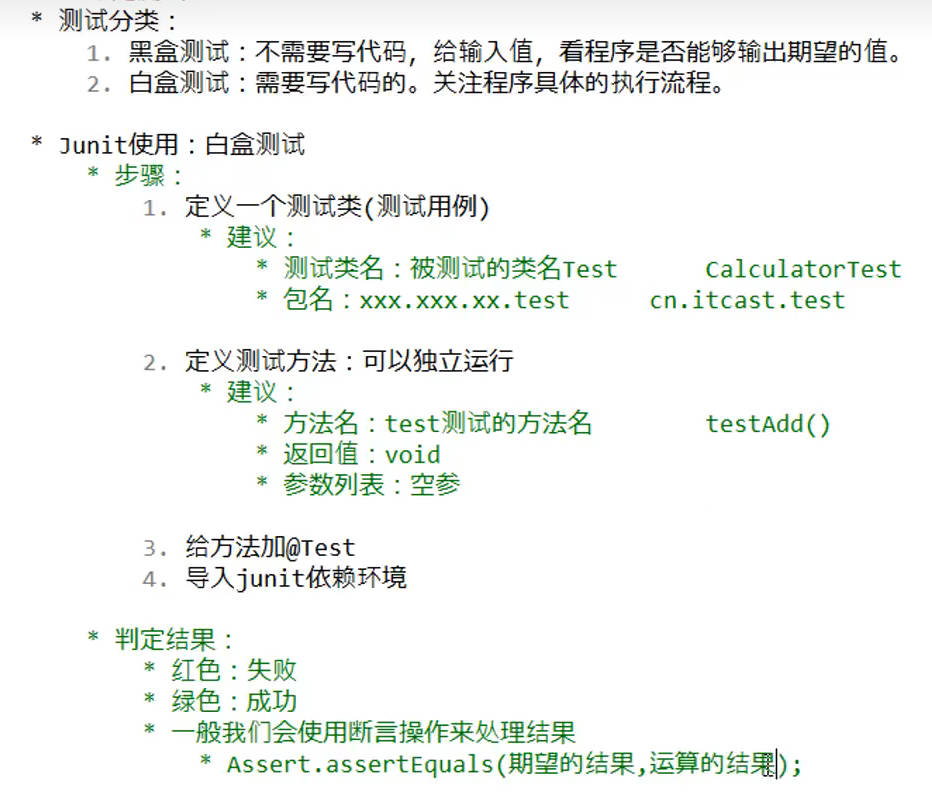 * 测试分类：
1. 黑盒测试：不需要写代码，给输入值，看程序是否能够输出期望的值。
2. 白盒测试：需要写代码的。关注程序具体的执行流程。
* Junit使用：白盒测试
* 步骤：
1. 定义一个测试类(测试用例)
* 建议：
* 测试类名：被测试的类名Test CalculatorTest
* 包名：xxx.xxx.xx.test cn.itcast.test
2. 定义测试方法：可以独立运行
* 建议：
* 方法名：test测试的方法名 testAdd()
* 返回值：void
* 参数列表：空参
3. 给方法加@Test
4. 导入junit依赖环境
* 判定结果：
* 红色：失败
* 绿色：成功
* 一般我们会使用断言操作来处理结果
* Assert.assertEquals(期望的结果,运算的结果);